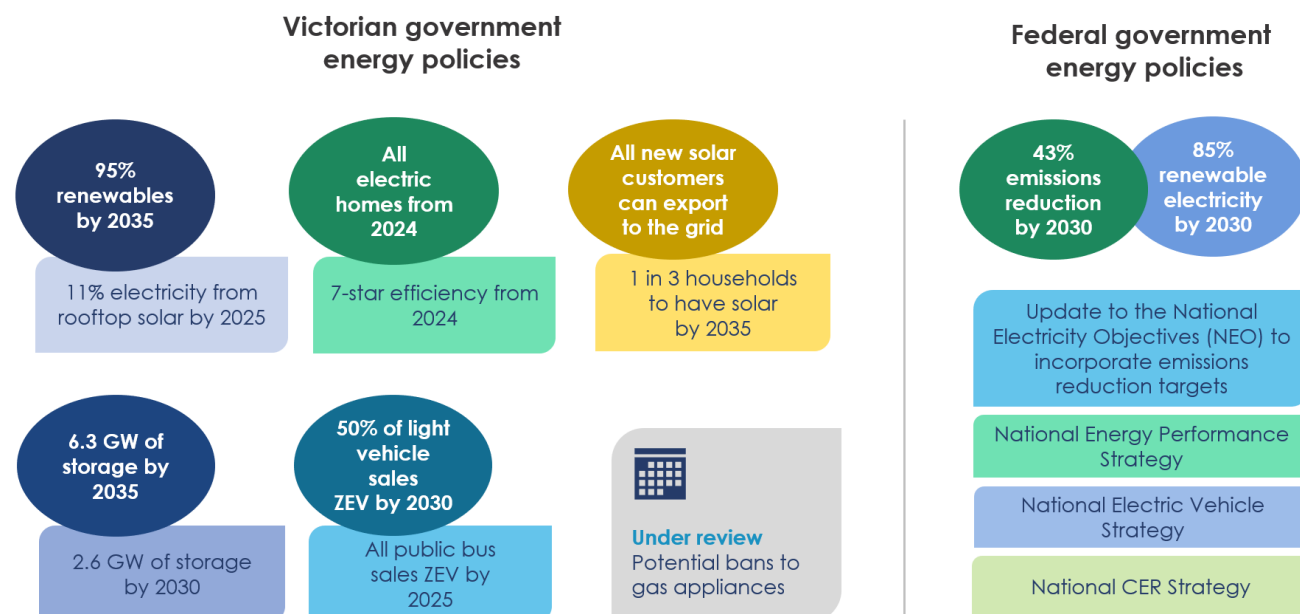 Victorian government
energy policies
95%
renewables
by 2035
11% electricity from
rooftop solar by 2025
All
electric
homes from
2024
7-star efficiency from
2024
All new solar
customers
can export
to the grid
1 in 3 households
to have solar
by 2035
6.3 GW of
storage by
2035
2.6 GW of storage
by 2030
50% of light
vehicle
sales
ZEV by 2030
All public bus
sales ZEV by
2025
Under review
Potential bans to
gas appliances
Federal government
energy policies
43%
emissions
reduction
by 2030
85%
renewable
electricity
by 2030
Update to the National
Electricity Objectives (NEO) to
incorporate emissions
reduction targets
National Energy Performance
Strategy
National Electric Vehicle
Strategy
National CER Strategy